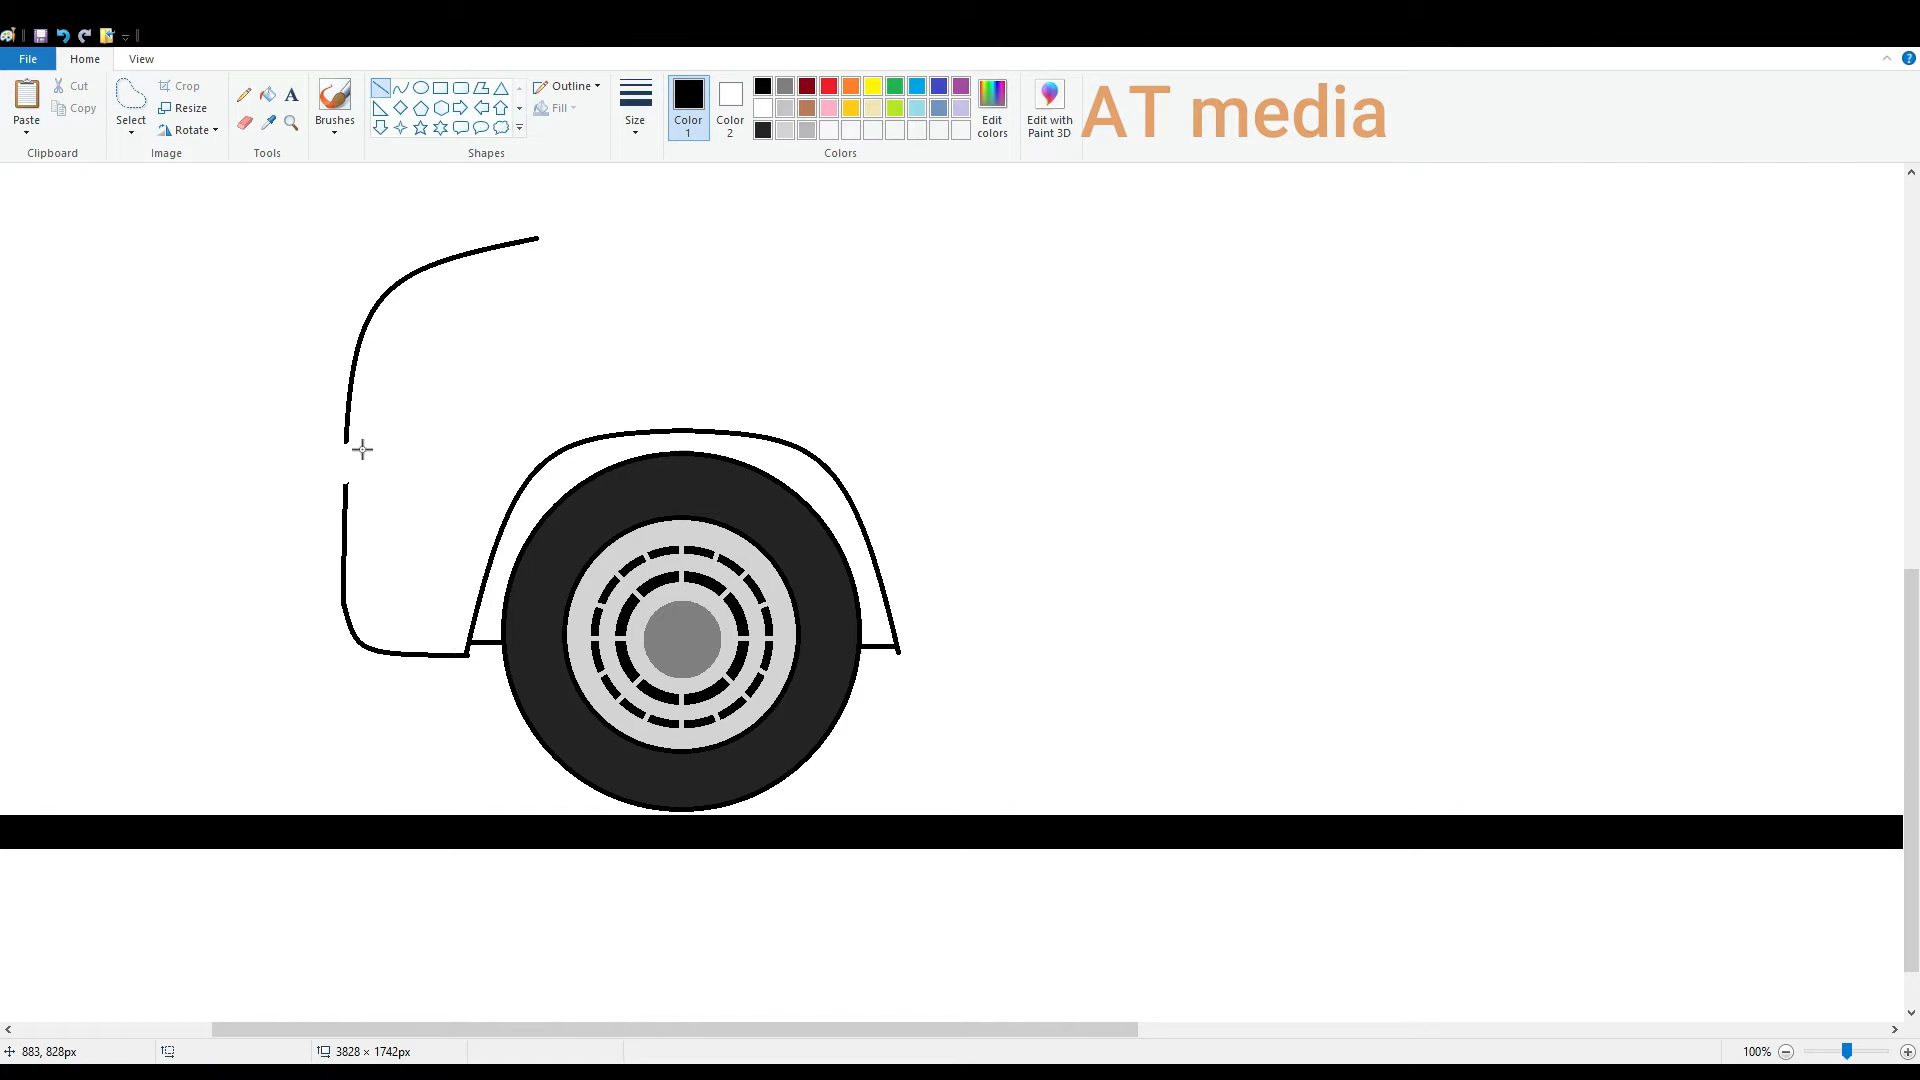 File Home View
Paste
Cut
Copy
Clipboard
Select
Crop
Resize
Rotate
Image
A
Tools
Brushes
Outline
Fill
Shapes
Size
Color
1
Color
2
Edit
colors
Colors
Edit with
Paint 3D
AT media
?
883, 828px
3828 × 1742px
100%